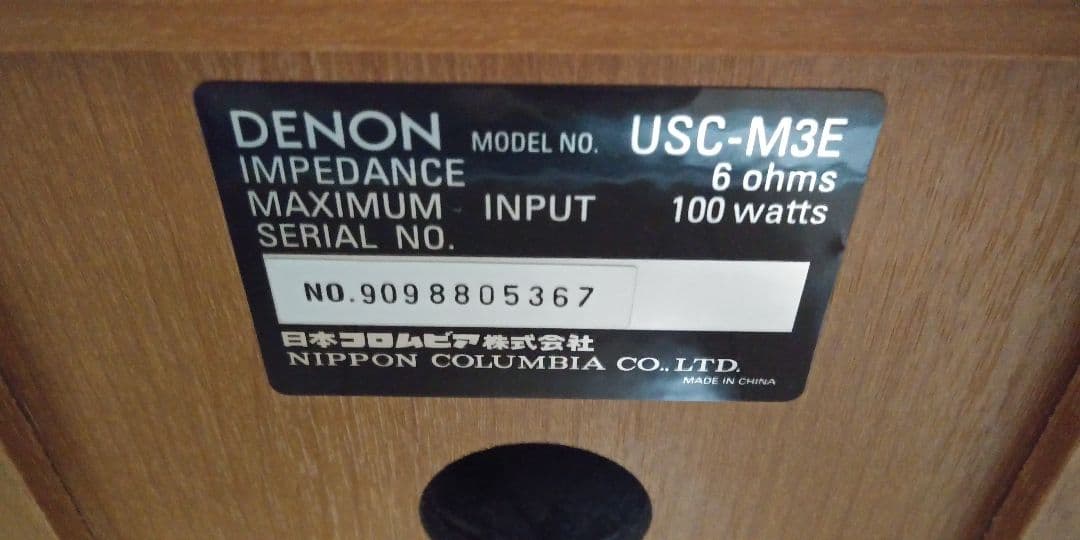 DENON MODEL NO. USC-M3E
IMPEDANCE 6 ohms
MAXIMUM INPUT 100 watts
SERIAL NO.
NO.9098805367
日本コロムビア株式会社
NIPPON COLUMBIA CO.,LTD.
MADE IN CHINA